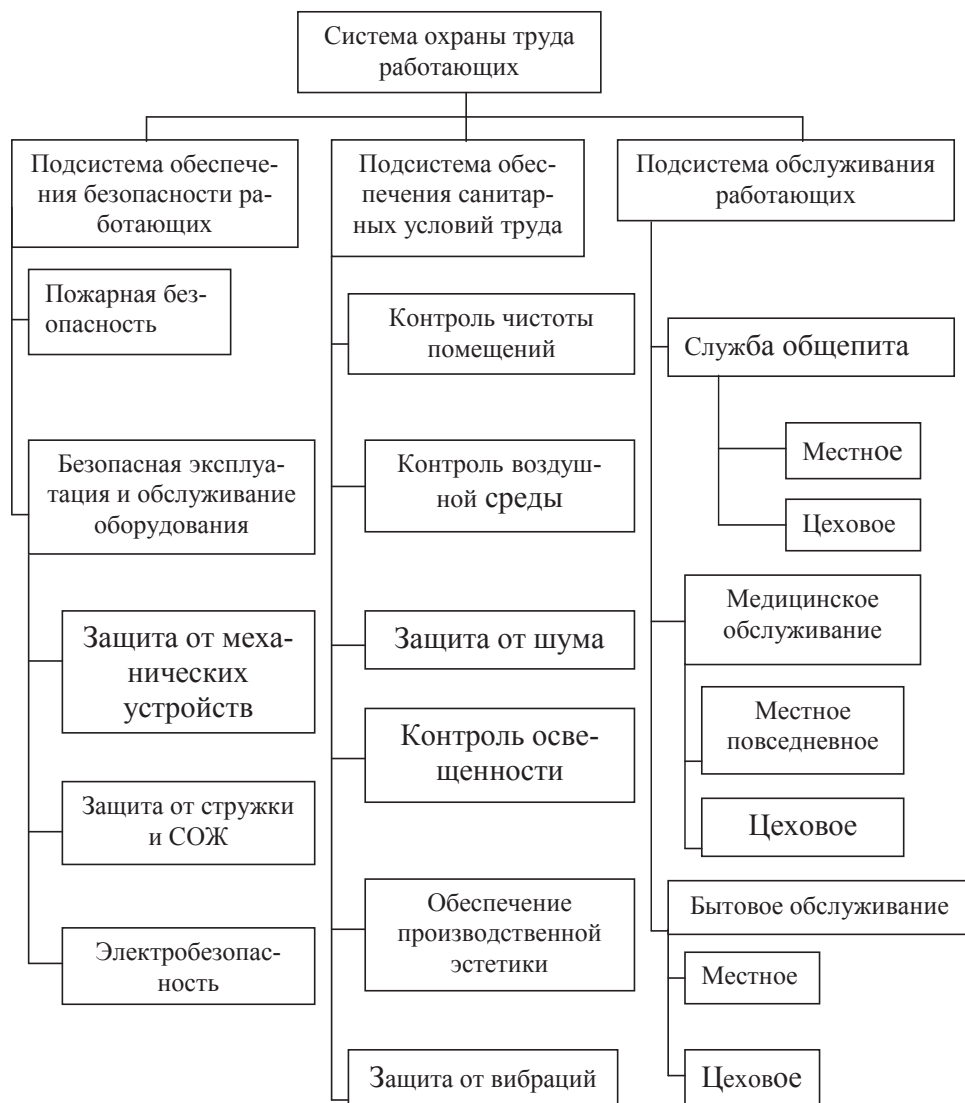 Система охраны труда
работающих
Подсистема обеспече-
ния безопасности ра-
ботающих
Пожарная без-
опасность
Безопасная эксплуа-
тация и обслуживание
оборудования
Защита от меха-
нических
устройств
Защита от стружки
и СОЖ
Электробезопас-
ность
Подсистема обес-
печения санитар-
ных условий труда
Контроль чистоты
помещений
Контроль воздуш-
ной среды
Защита от шума
Контроль осве-
щенности
Обеспечение
производственной
эстетики
Защита от вибраций
Подсистема обслуживания
работающих
Служба общепита
Местное
Цеховое
Медицинское
обслуживание
Местное
повседневное
Цеховое
Бытовое обслуживание
Местное
Цеховое